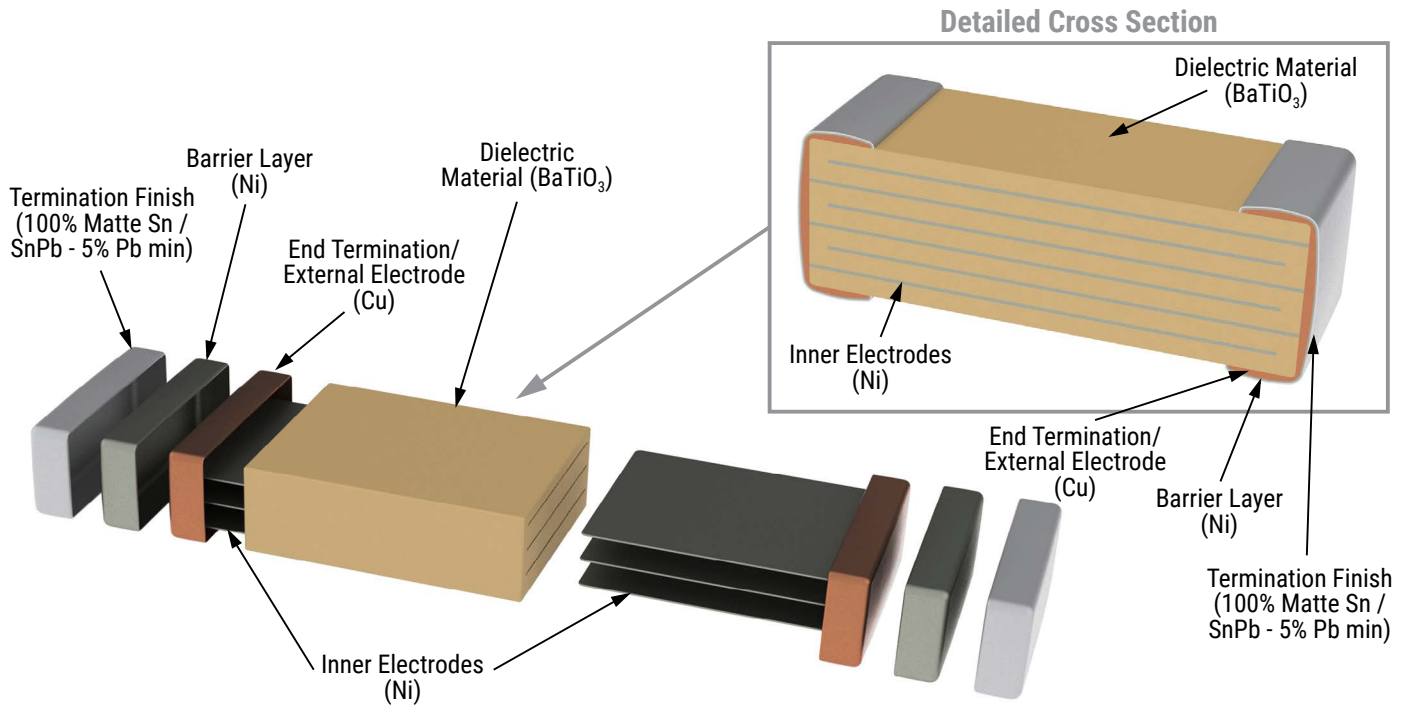 Detailed Cross Section
Dielectric Material
(BaTiO₃)
Inner Electrodes
(Ni)
End Termination/
External Electrode
(Cu)
Barrier Layer
(Ni)
Termination Finish
(100% Matte Sn /
SnPb - 5% Pb min)
Termination Finish
(100% Matte Sn /
SnPb - 5% Pb min)
Barrier Layer
(Ni)
End Termination/
External Electrode
(Cu)
Dielectric
Material (BaTiO₃)
Inner Electrodes
(Ni)